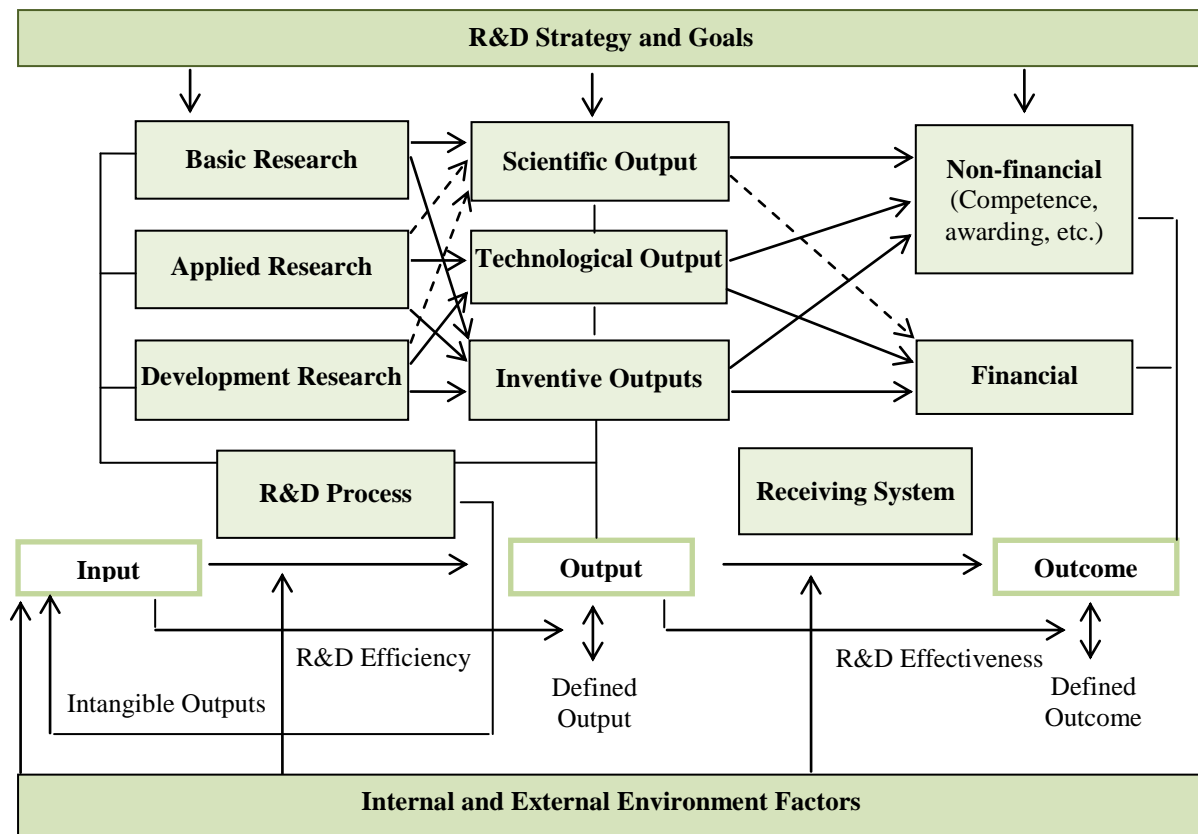 R&D Strategy and Goals
Basic Research
Scientific Output
Non-financial
(Competence,
awarding, etc.)
Applied Research
Technological Output
Development Research
Inventive Outputs
Financial
R&D Process
Receiving System
Input
Output
Outcome
R&D Efficiency
R&D Effectiveness
Intangible Outputs
Defined
Output
Defined
Outcome
Internal and External Environment Factors